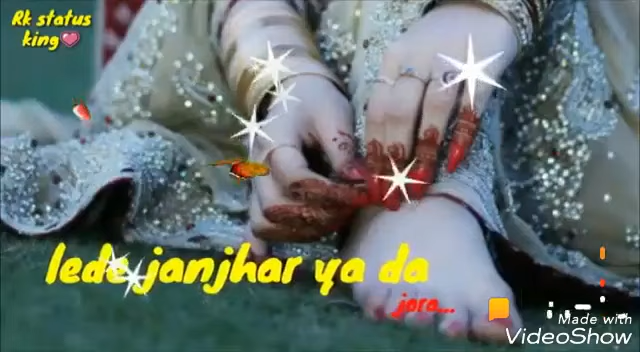 Rk status
king💗
lede janjhar ya da
jora...
Made with
VideoShow